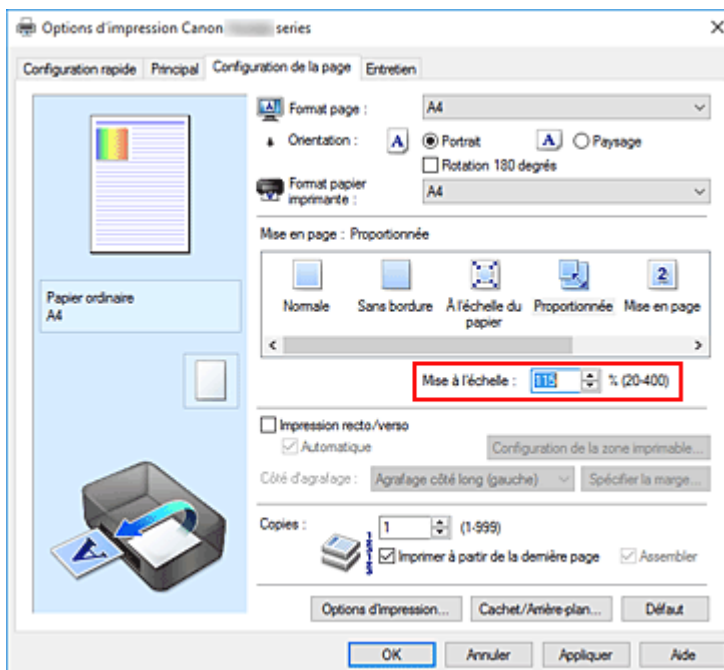 Options d'impression Canon series
Configuration rapide Principal Configuration de la page Entretien
Format page : A4
Orientation : A Portrait A Paysage
Rotation 180 degrés
Format papier imprimante : A4
Mise en page : Proportionnée
Normale Sans bordure À l'échelle du papier Proportionnée 2 Mise en page
Papier ordinaire
A4
Mise à l'échelle : 115 % (20-400)
Impression recto/verso
Automatique Configuration de la zone imprimable...
Côté d'agrafage : Agrafage côté long (gauche) Spécifier la marge...
Copies : 1 (1-999)
Imprimer à partir de la dernière page Assembler
A
Options d'impression... Cachet/Arrière-plan... Défaut
OK Annuler Appliquer Aide